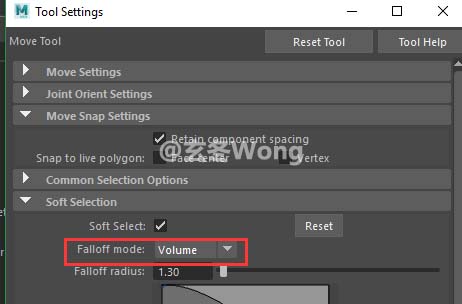 Tool Settings
Move Tool
Reset Tool
Tool Help
Move Settings
Joint Orient Settings
Move Snap Settings
Retain component spacing
@玄冬Wong
Snap to live polygon: Face center Vertex
Common Selection Options
Soft Selection
Soft Select: Reset
Falloff mode: Volume
Falloff radius: 1.30